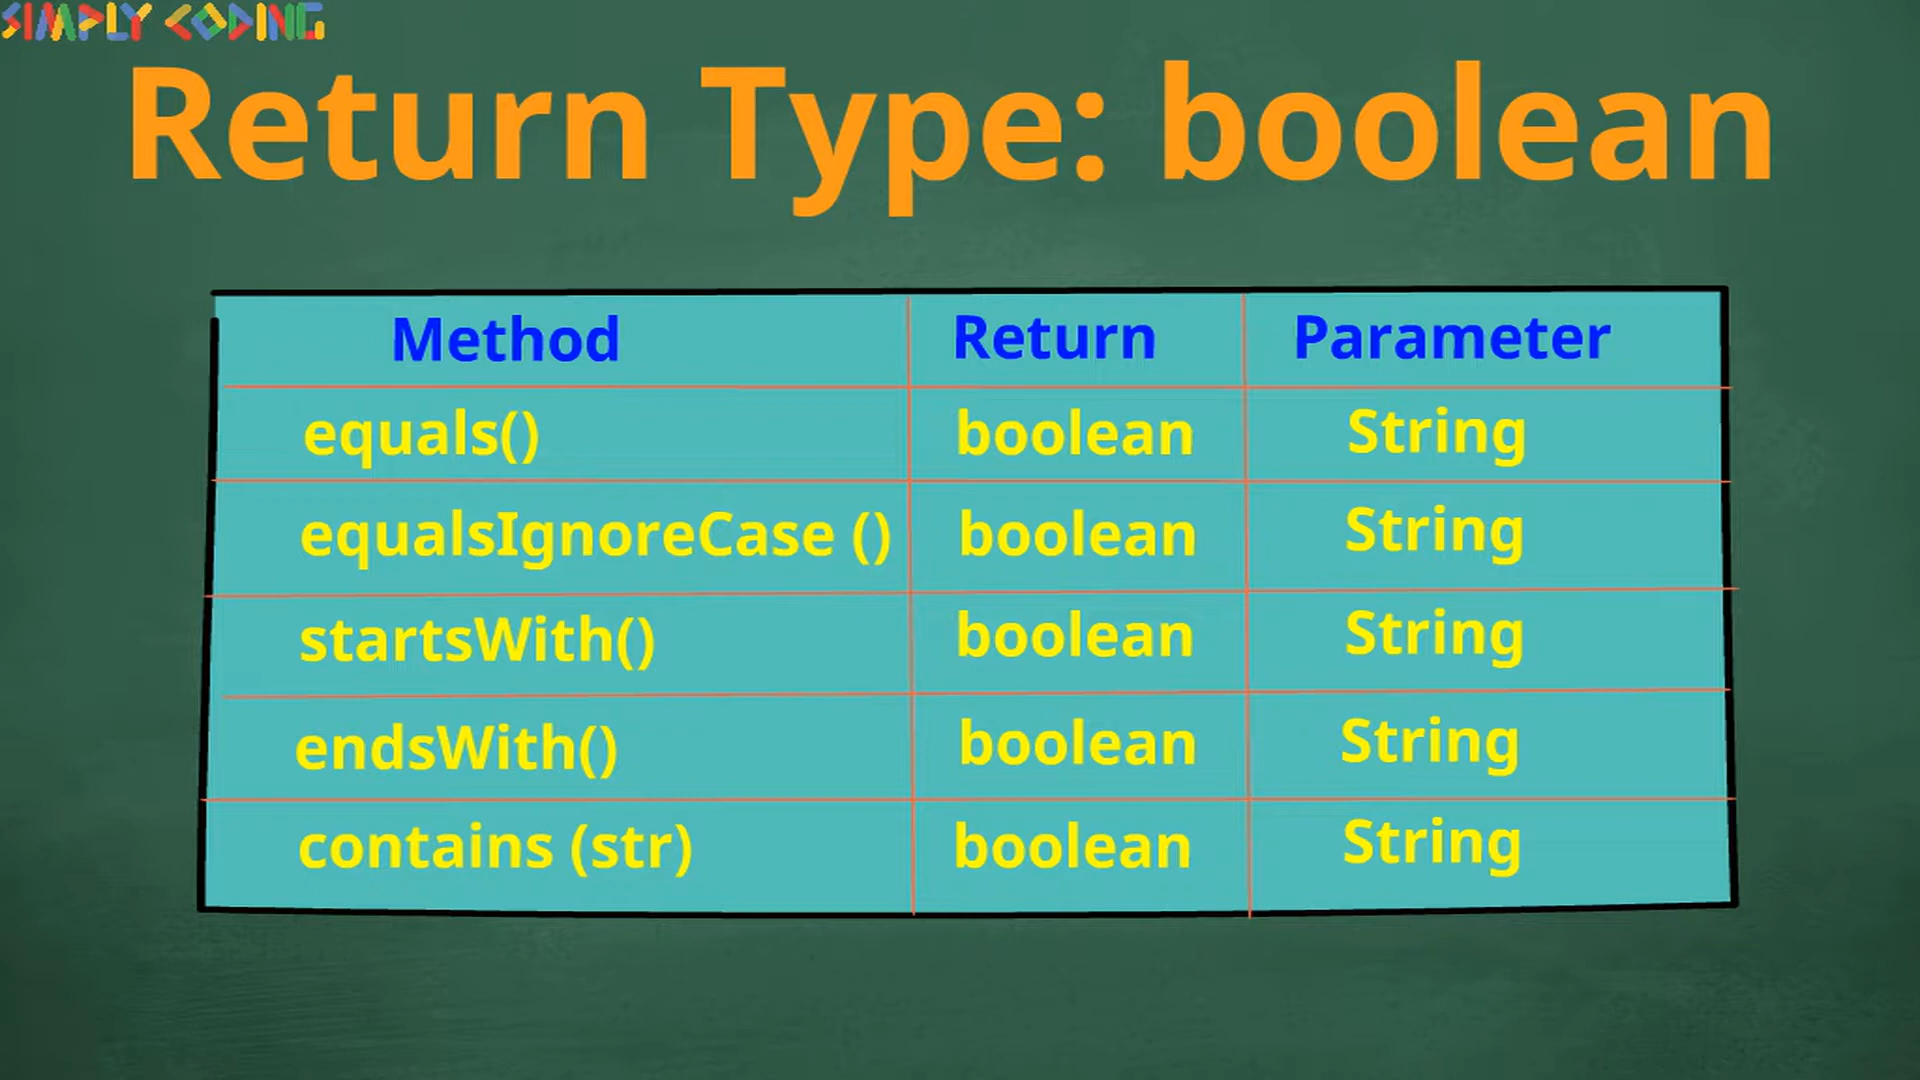 SIMPLY CODING
Return Type: boolean
Method Return Parameter
equals() boolean String
equalsIgnoreCase () boolean String
startsWith() boolean String
endsWith() boolean String
contains (str) boolean String